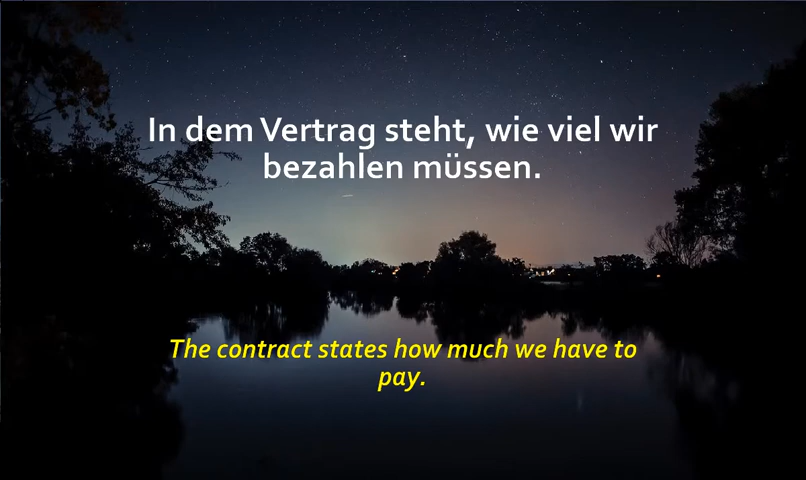 In dem Vertrag steht, wie viel wir
bezahlen müssen.
The contract states how much we have to
pay.